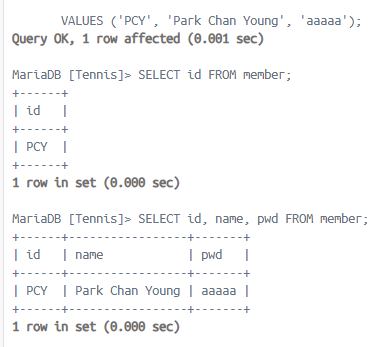 VALUES ('PCY', 'Park Chan Young', 'aaaaa');
Query OK, 1 row affected (0.001 sec)
MariaDB [Tennis]> SELECT id FROM member;
+------+
| id   |
+------+
| PCY  |
+------+
1 row in set (0.000 sec)
MariaDB [Tennis]> SELECT id, name, pwd FROM member;
+------+-----------------+-------+
| id   | name            | pwd   |
+------+-----------------+-------+
| PCY  | Park Chan Young | aaaaa |
+------+-----------------+-------+
1 row in set (0.000 sec)